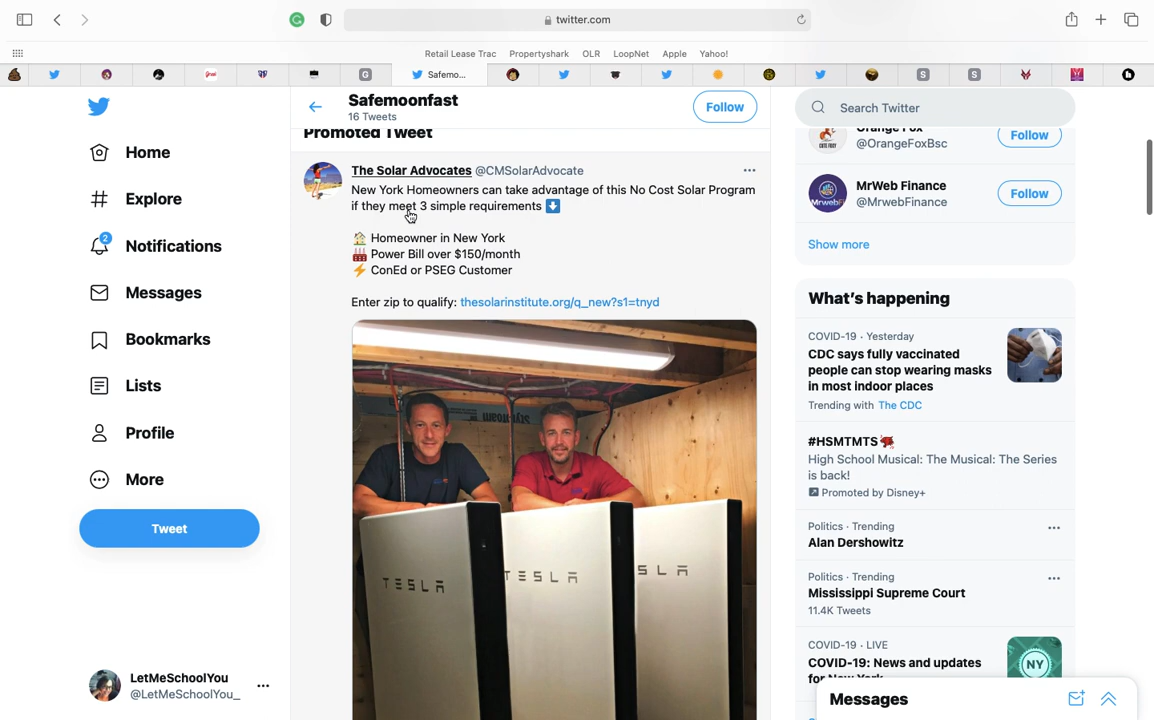 twitter.com
Retail Lease Trac Propertyshark OLR LoopNet Apple Yahoo!
Safemo...
Home
Explore
2
Notifications
Messages
Bookmarks
Lists
Profile
More
Tweet
LetMeSchoolYou
@LetMeSchoolYou_
Safemoonfast
16 Tweets
Follow
Promoted Tweet
The Solar Advocates @CMSolarAdvocate
New York Homeowners can take advantage of this No Cost Solar Program
if they meet 3 simple requirements ⬇️
🏠 Homeowner in New York
🏭 Power Bill over $150/month
⚡ ConEd or PSEG Customer
Enter zip to qualify: thesolarinstitute.org/q_new?s1=tnyd
styrofoam
TESLA
TESLA
SLA
Search Twitter
Orange Fox
@OrangeFoxBsc
Follow
MrWeb Finance
@MrwebFinance
Follow
Show more
What's happening
COVID-19 · Yesterday
CDC says fully vaccinated
people can stop wearing masks
in most indoor places
Trending with The CDC
#HSMTMTS
High School Musical: The Musical: The Series
is back!
Promoted by Disney+
Politics · Trending
Alan Dershowitz
Politics · Trending
Mississippi Supreme Court
11.4K Tweets
COVID-19 · LIVE
COVID-19: News and updates
for New York
NY
Messages